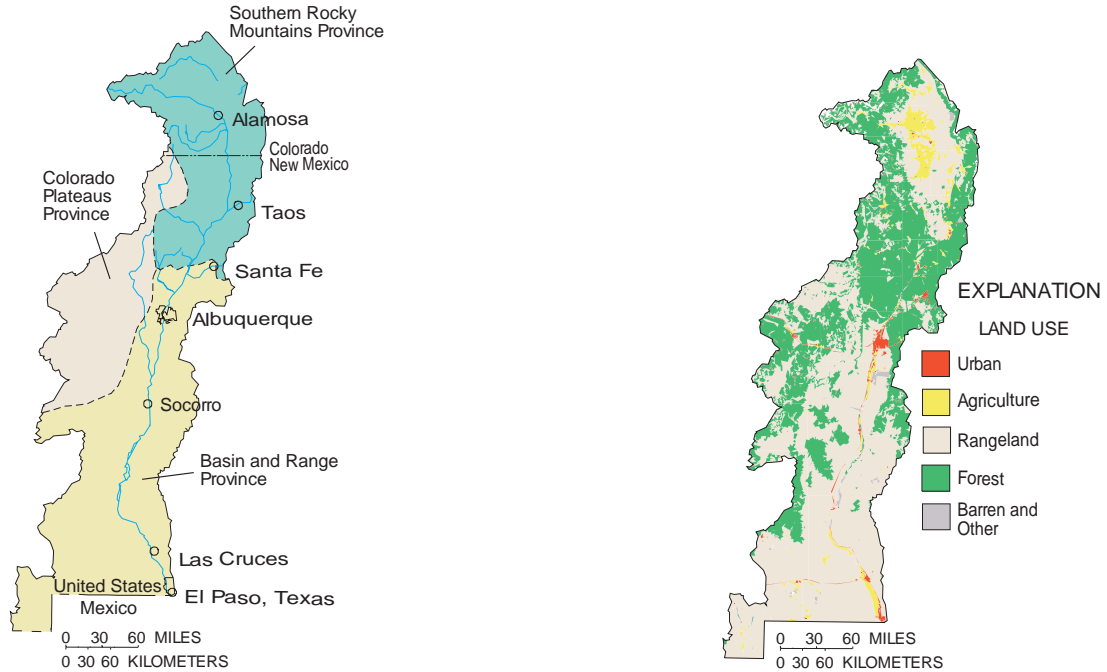 Southern Rocky
Mountains Province
Alamosa
Colorado
New Mexico
Colorado
Plateaus
Province
Taos
Santa Fe
Albuquerque
Socorro
Basin and Range
Province
Las Cruces
United States
Mexico
El Paso, Texas
0 30 60 MILES
0 30 60 KILOMETERS
EXPLANATION
LAND USE
Urban
Agriculture
Rangeland
Forest
Barren and
Other
0 30 60 MILES
0 30 60 KILOMETERS